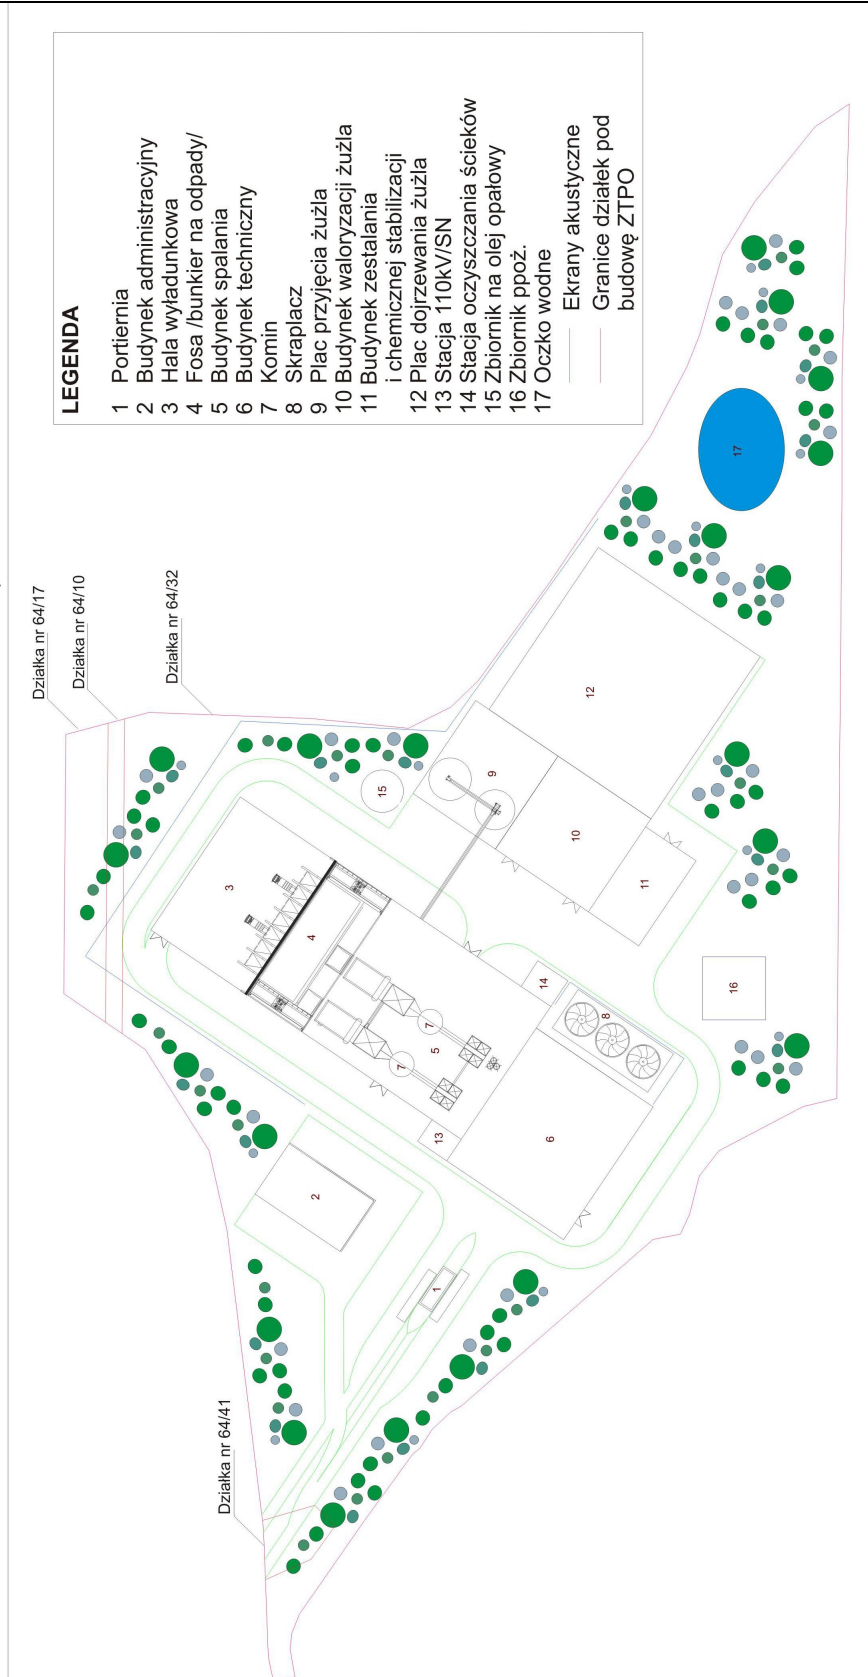 LEGENDA
1 Portiernia
2 Budynek administracyjny
3 Hala wyładunkowa
4 Fosa /bunkier na odpady/
5 Budynek spalania
6 Budynek techniczny
7 Komin
8 Skraplacz
9 Plac przyjęcia żużla
10 Budynek waloryzacji żużla
11 Budynek zestalania
i chemicznej stabilizacji
12 Plac dojrzewania żużla
13 Stacja 110kV/SN
14 Stacja oczyszczania ścieków
15 Zbiornik na olej opałowy
16 Zbiornik ppoż.
17 Oczko wodne
Ekrany akustyczne
Granice działek pod
budowę ZTPO
Działka nr 64/17
Działka nr 64/10
Działka nr 64/32
Działka nr 64/41
1
2
3
4
5
6
7
7
8
9
10
11
12
13
14
15
16
17